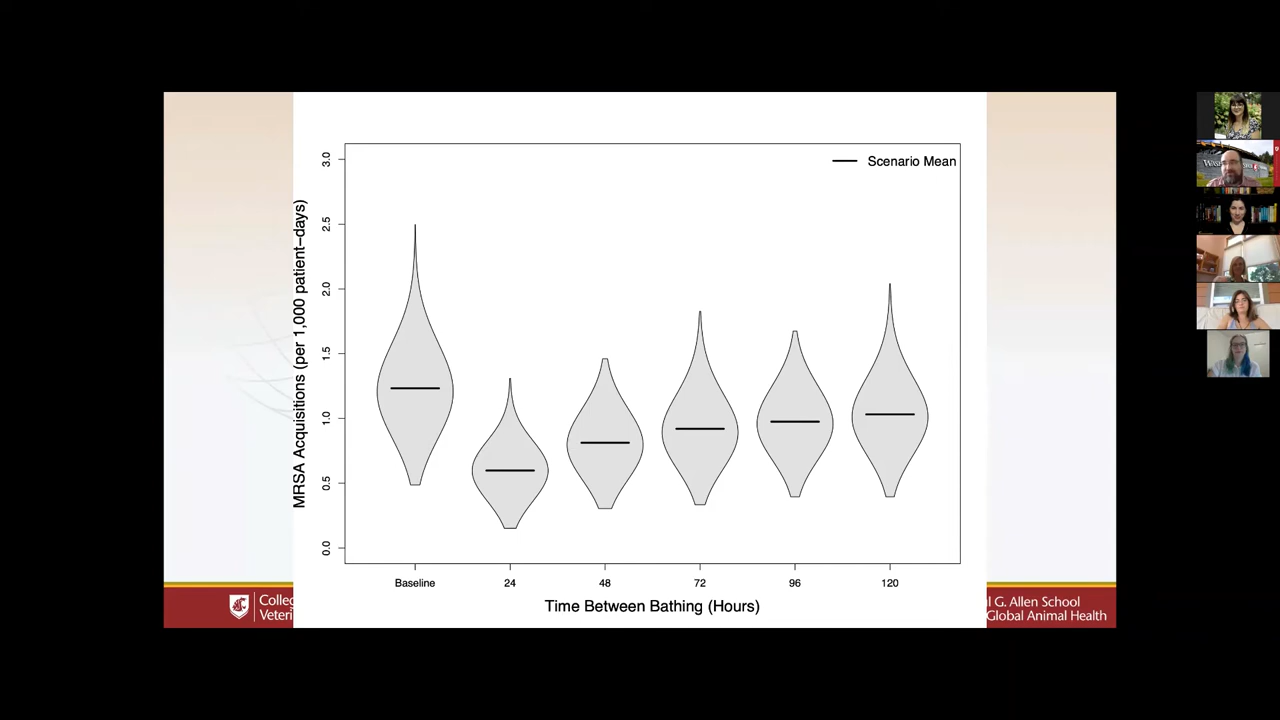 Scenario Mean
3.0
2.5
2.0
1.5
1.0
0.5
0.0
MRSA Acquisitions (per 1,000 patient-days)
Baseline 24 48 72 96 120
Time Between Bathing (Hours)
Colleg
Veteri
l G. Allen School
Global Animal Health